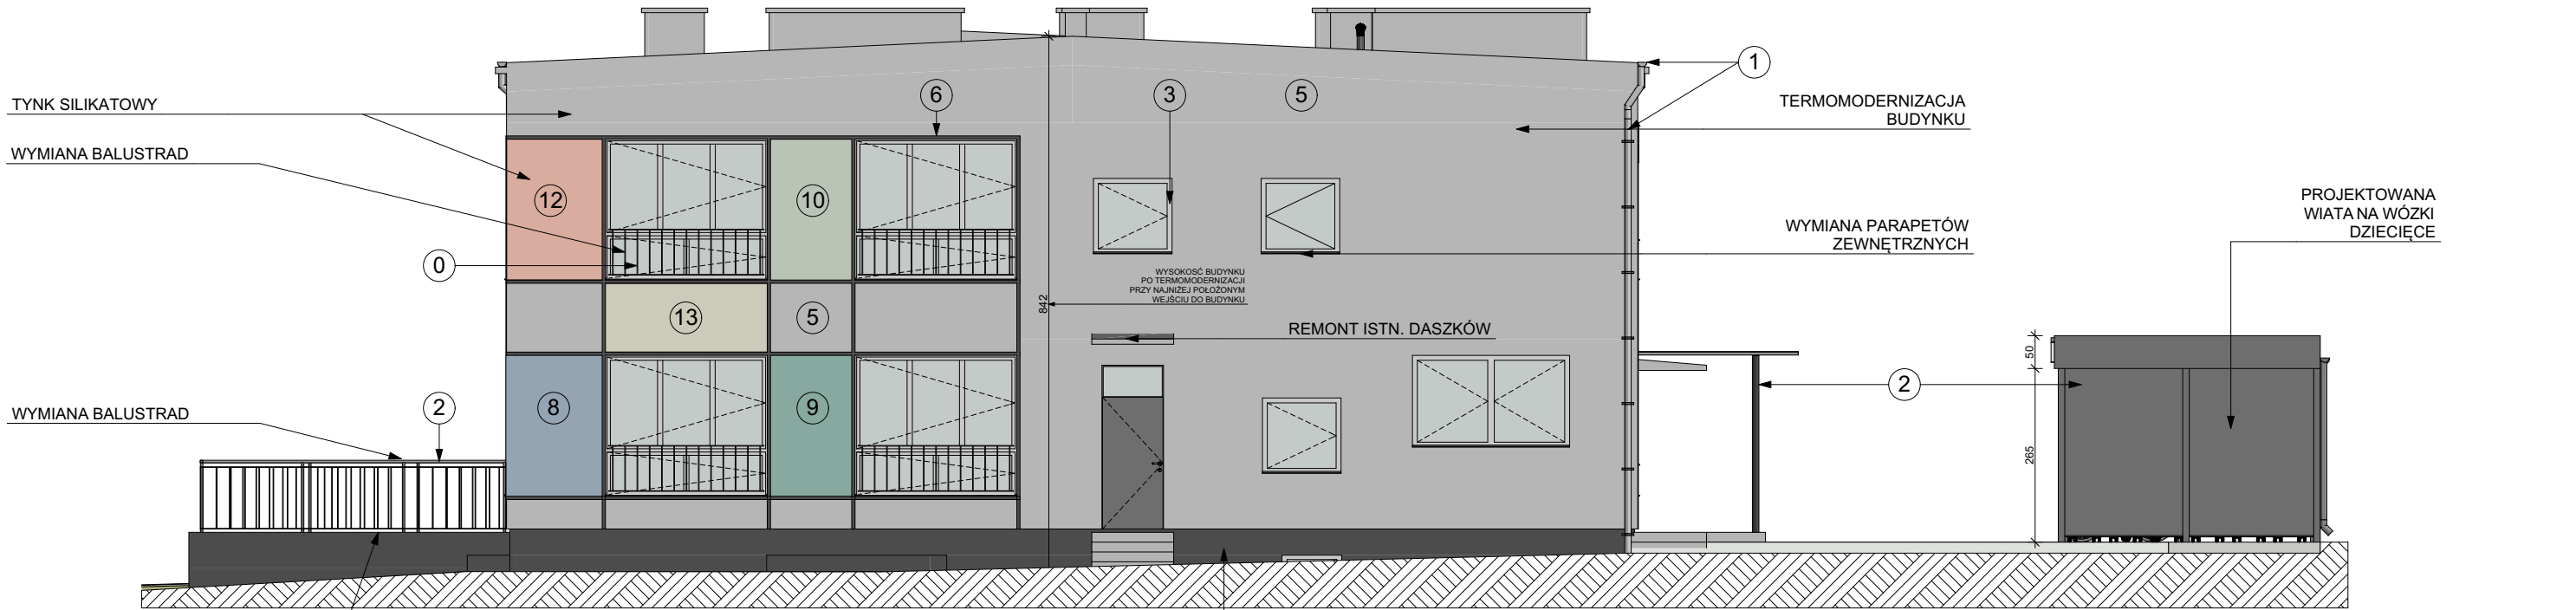 TYNK SILIKATOWY
WYMIANA BALUSTRAD
0
12
10
6
3
5
1
TERMOMODERNIZACJA
BUDYNKU
WYMIANA PARAPETÓW
ZEWNĘTRZNYCH
PROJEKTOWANA
WIATA NA WÓZKI
DZIECIĘCE
842
WYSOKOŚĆ BUDYNKU
PO TERMOMODERNIZACJI
PRZY NAJNIŻEJ POŁOŻONYM
WEJŚCIU DO BUDYNKU
13
5
REMONT ISTN. DASZKÓW
50
2
WYMIANA BALUSTRAD
2
8
9
265